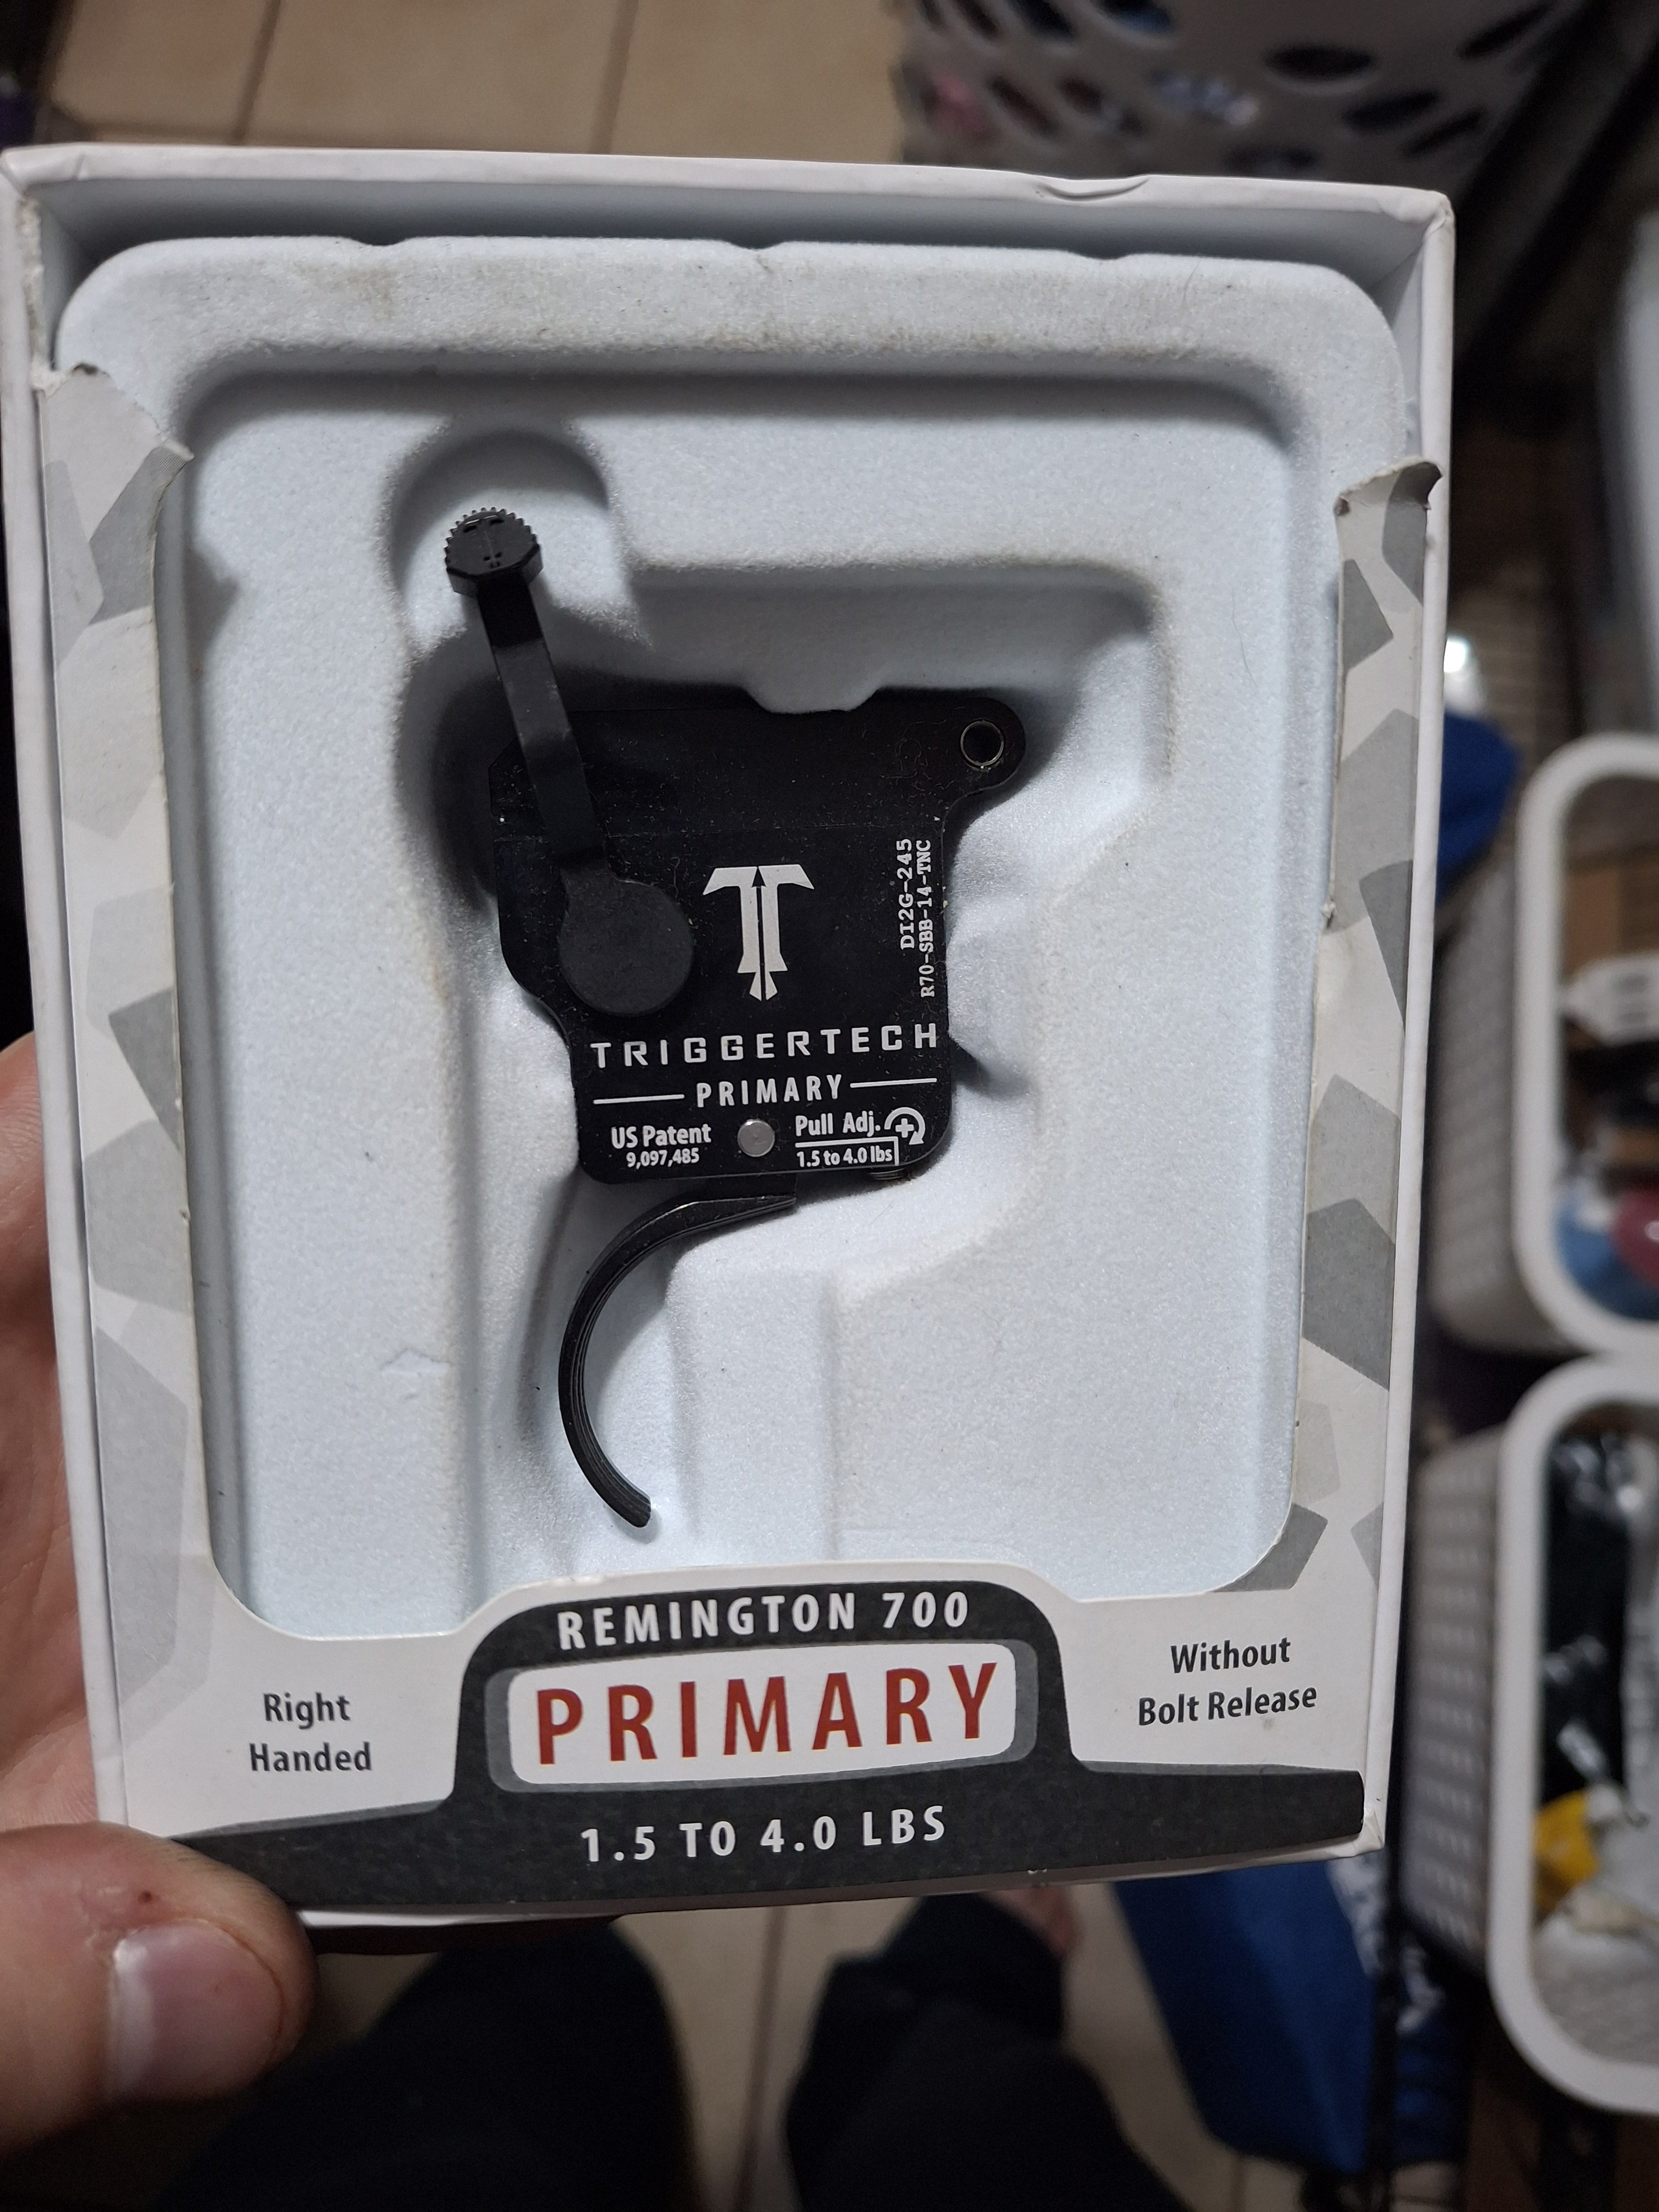 DI2G-245
R70-SBB-14-TNC
TRIGGERTECH
PRIMARY
US Patent
9,097,485
Pull Adj.
1.5 to 4.0 lbs
REMINGTON 700
PRIMARY
1.5 TO 4.0 LBS
Right
Handed
Without
Bolt Release